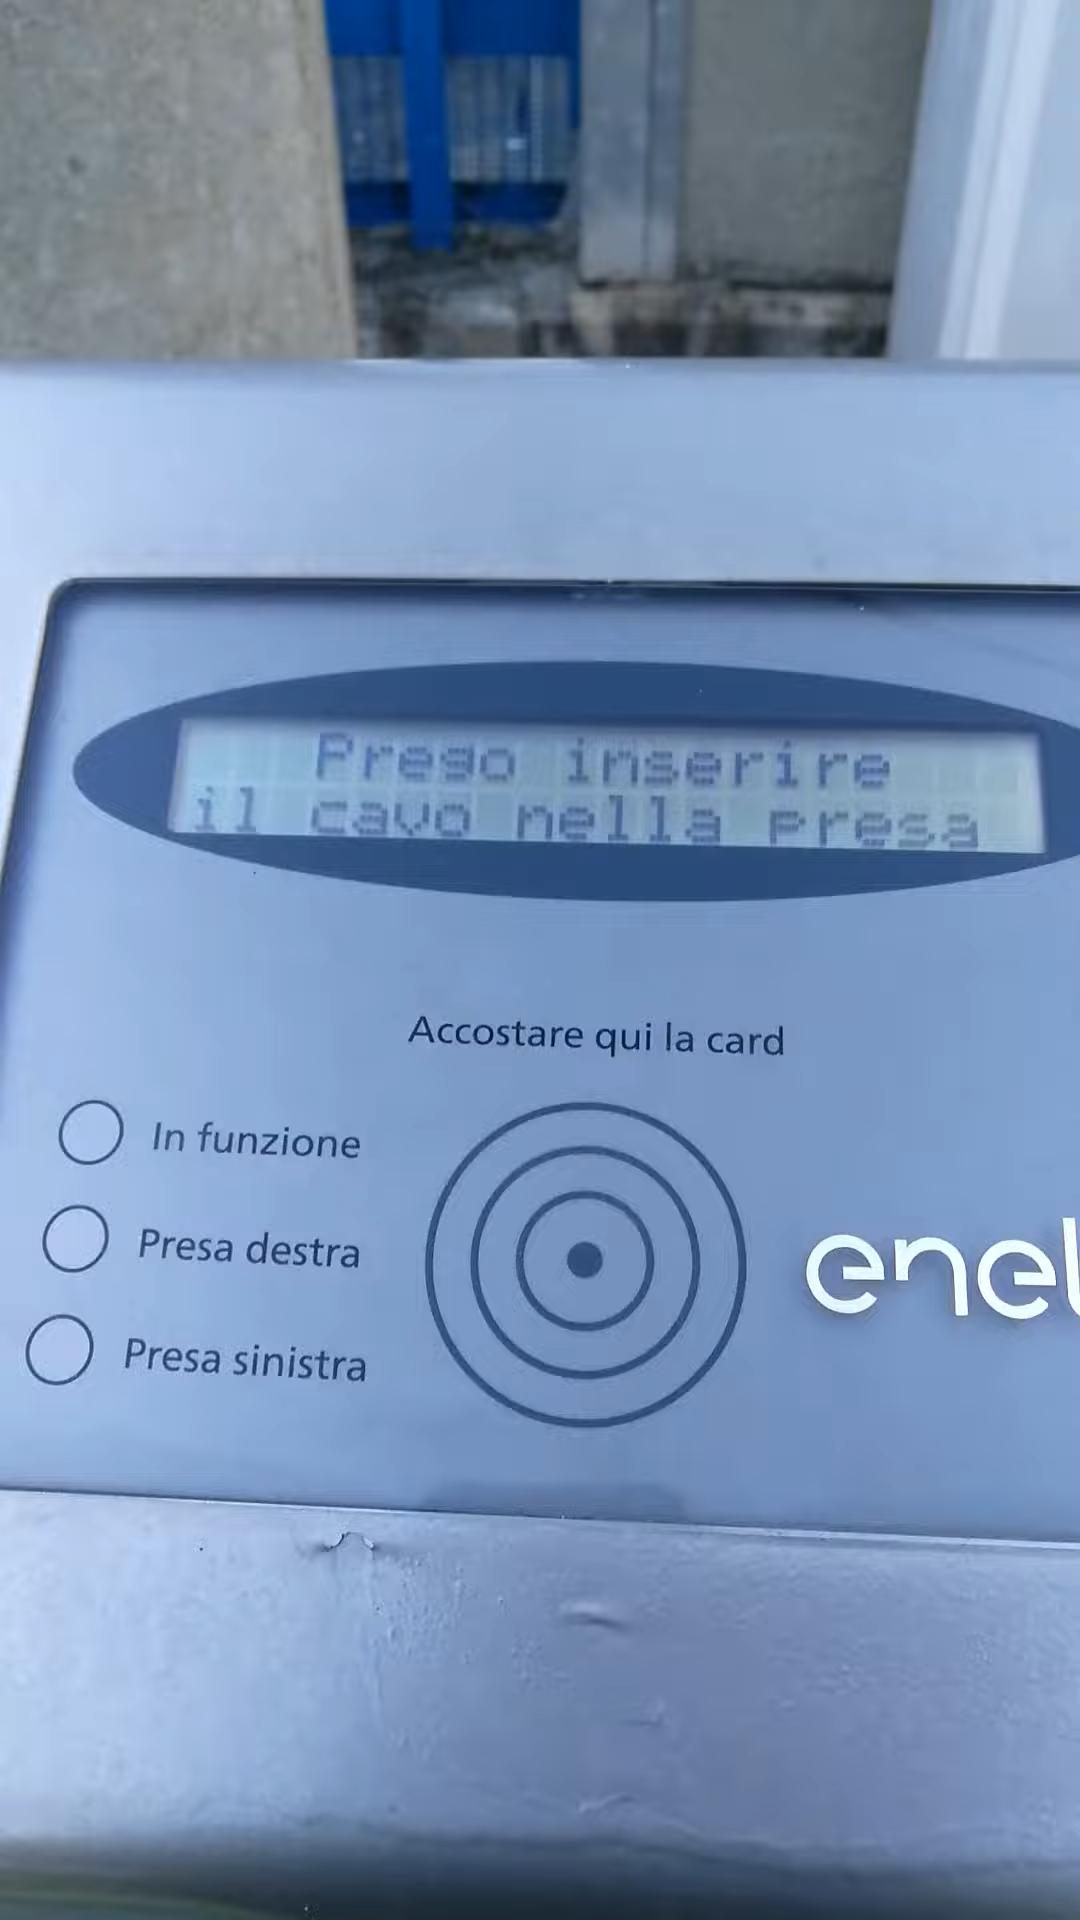 Prego inserire
il cavo nella presa
Accostare qui la card
In funzione
Presa destra
Presa sinistra
enel